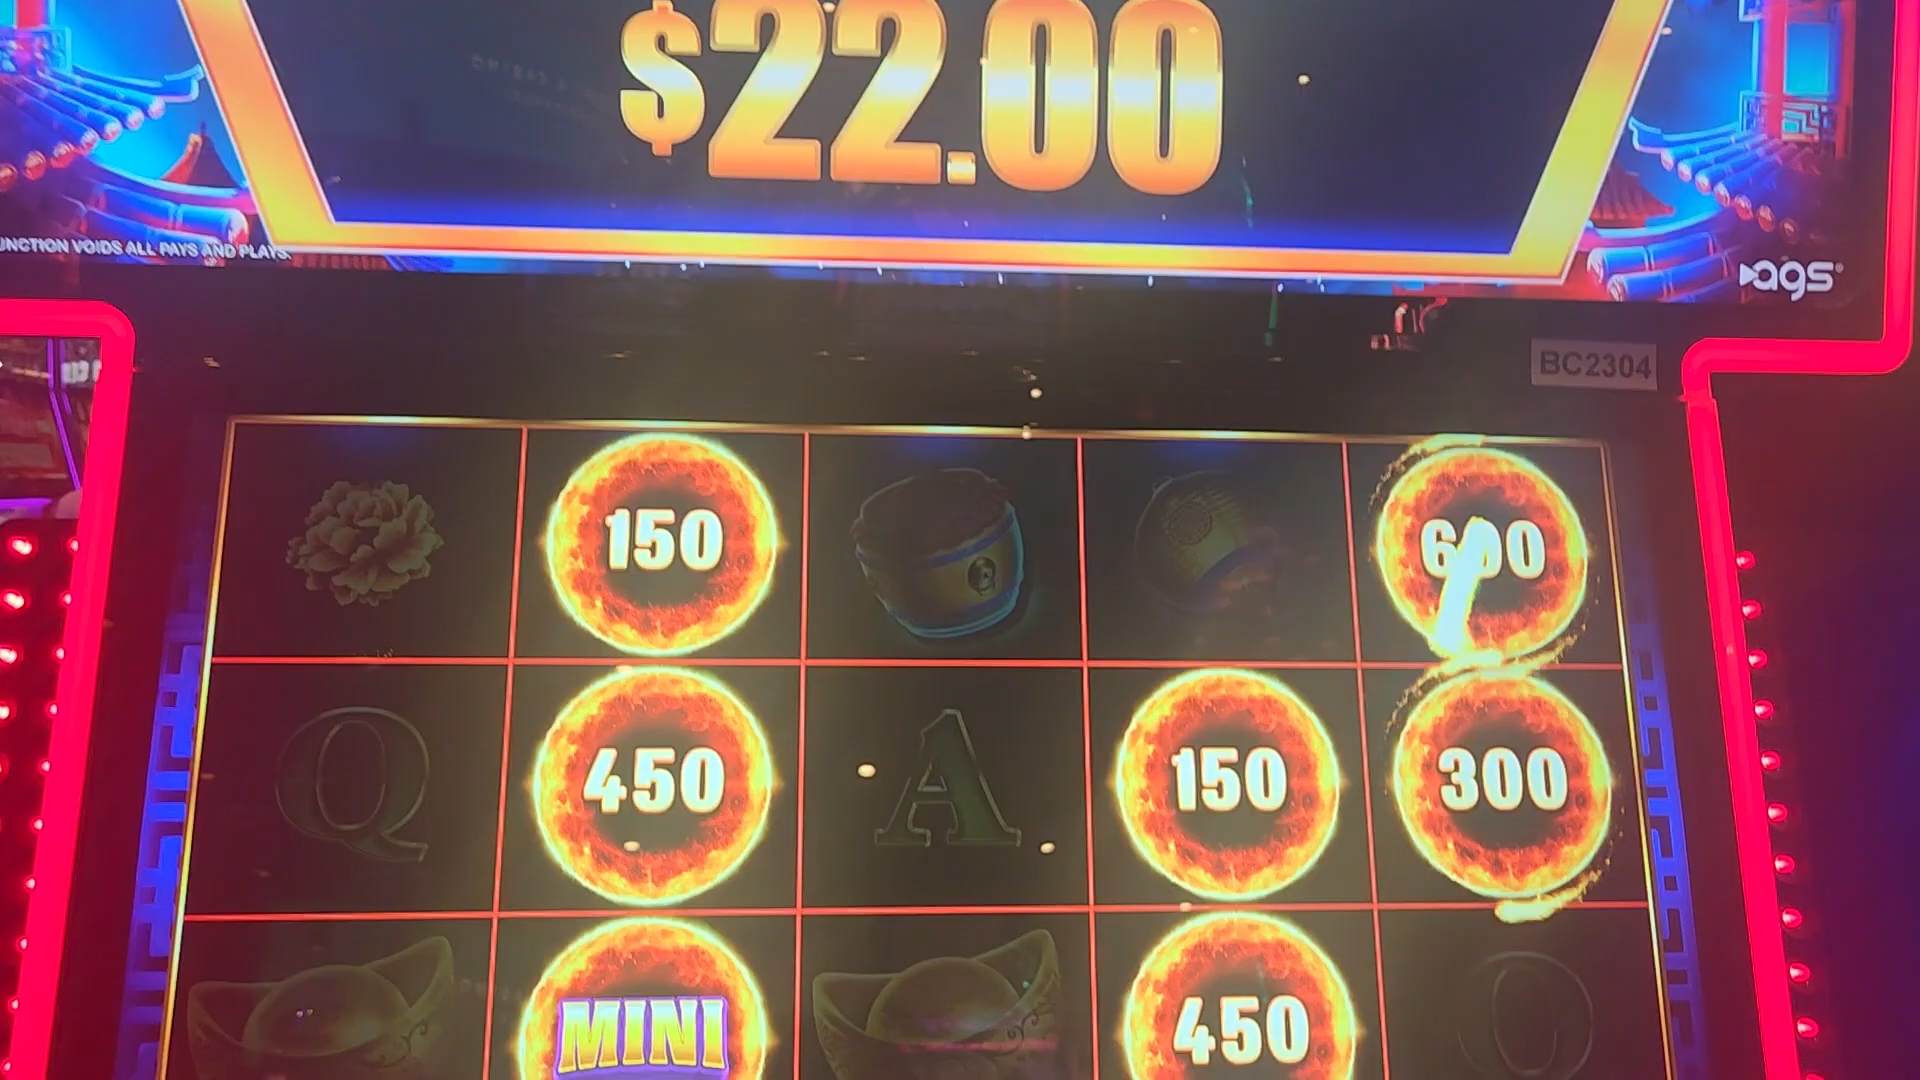 $22.00
UNCTION VOIDS ALL PAYS AND PLAYS.
ags
BC2304
150
600
Q
450
A
150
300
MINI
450
Q